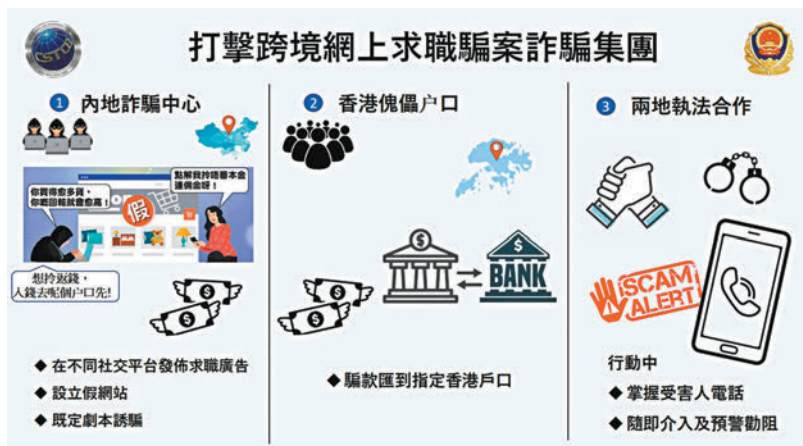 打擊跨境網上求職騙案詐騙集團
1 內地詐騙中心
你買得愈多貨，
你嘅回報就會愈高！
點解我拎唔番本金
連佣金呀！
假
想拎返錢，
入錢去呢個户口先!
◆ 在不同社交平台發佈求職廣告
◆ 設立假網站
◆ 既定劇本誘騙
2 香港傀儡户口
$
$
BANK
$
$
$
$
◆ 騙款匯到指定香港戶口
3 兩地執法合作
SCAM
ALERT
行動中
◆ 掌握受害人電話
◆ 隨即介入及預警勸阻